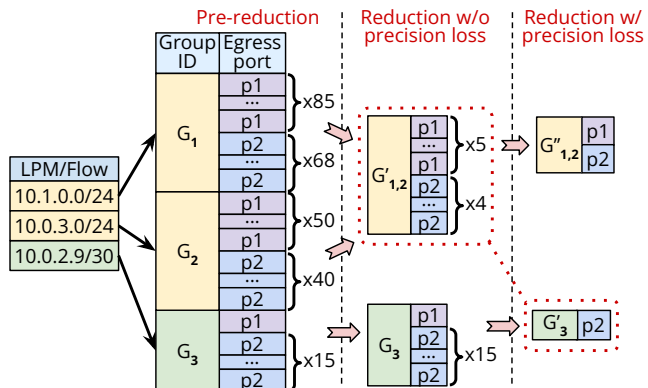 Pre-reduction
Reduction w/o
precision loss
Reduction w/
precision loss
Group
ID
Egress
port
G1
p1
...
p1
x85
p2
...
p2
x68
G2
p1
...
p1
x50
p2
...
p2
x40
G3
p1
p2
...
p2
x15
LPM/Flow
10.1.0.0/24
10.0.3.0/24
10.0.2.9/30
G'1,2
p1
...
p1
x5
p2
...
p2
x4
G3
p1
p2
...
p2
x15
G"1,2
p1
p2
G'3
p2